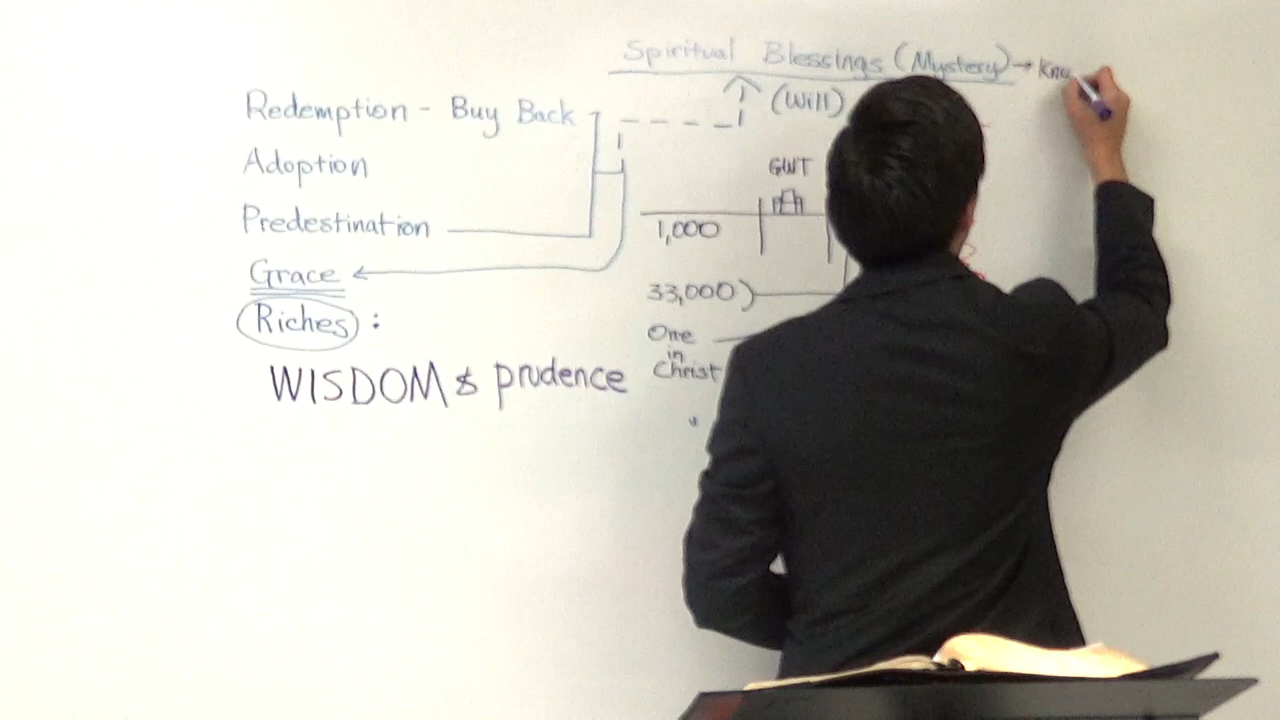 Spiritual Blessings (Mystery) → Kno
(Will)
Redemption - Buy Back
Adoption
Predestination
Grace
Riches :
WISDOM & prudence
GWT
1,000
33,000)
One
in
Christ